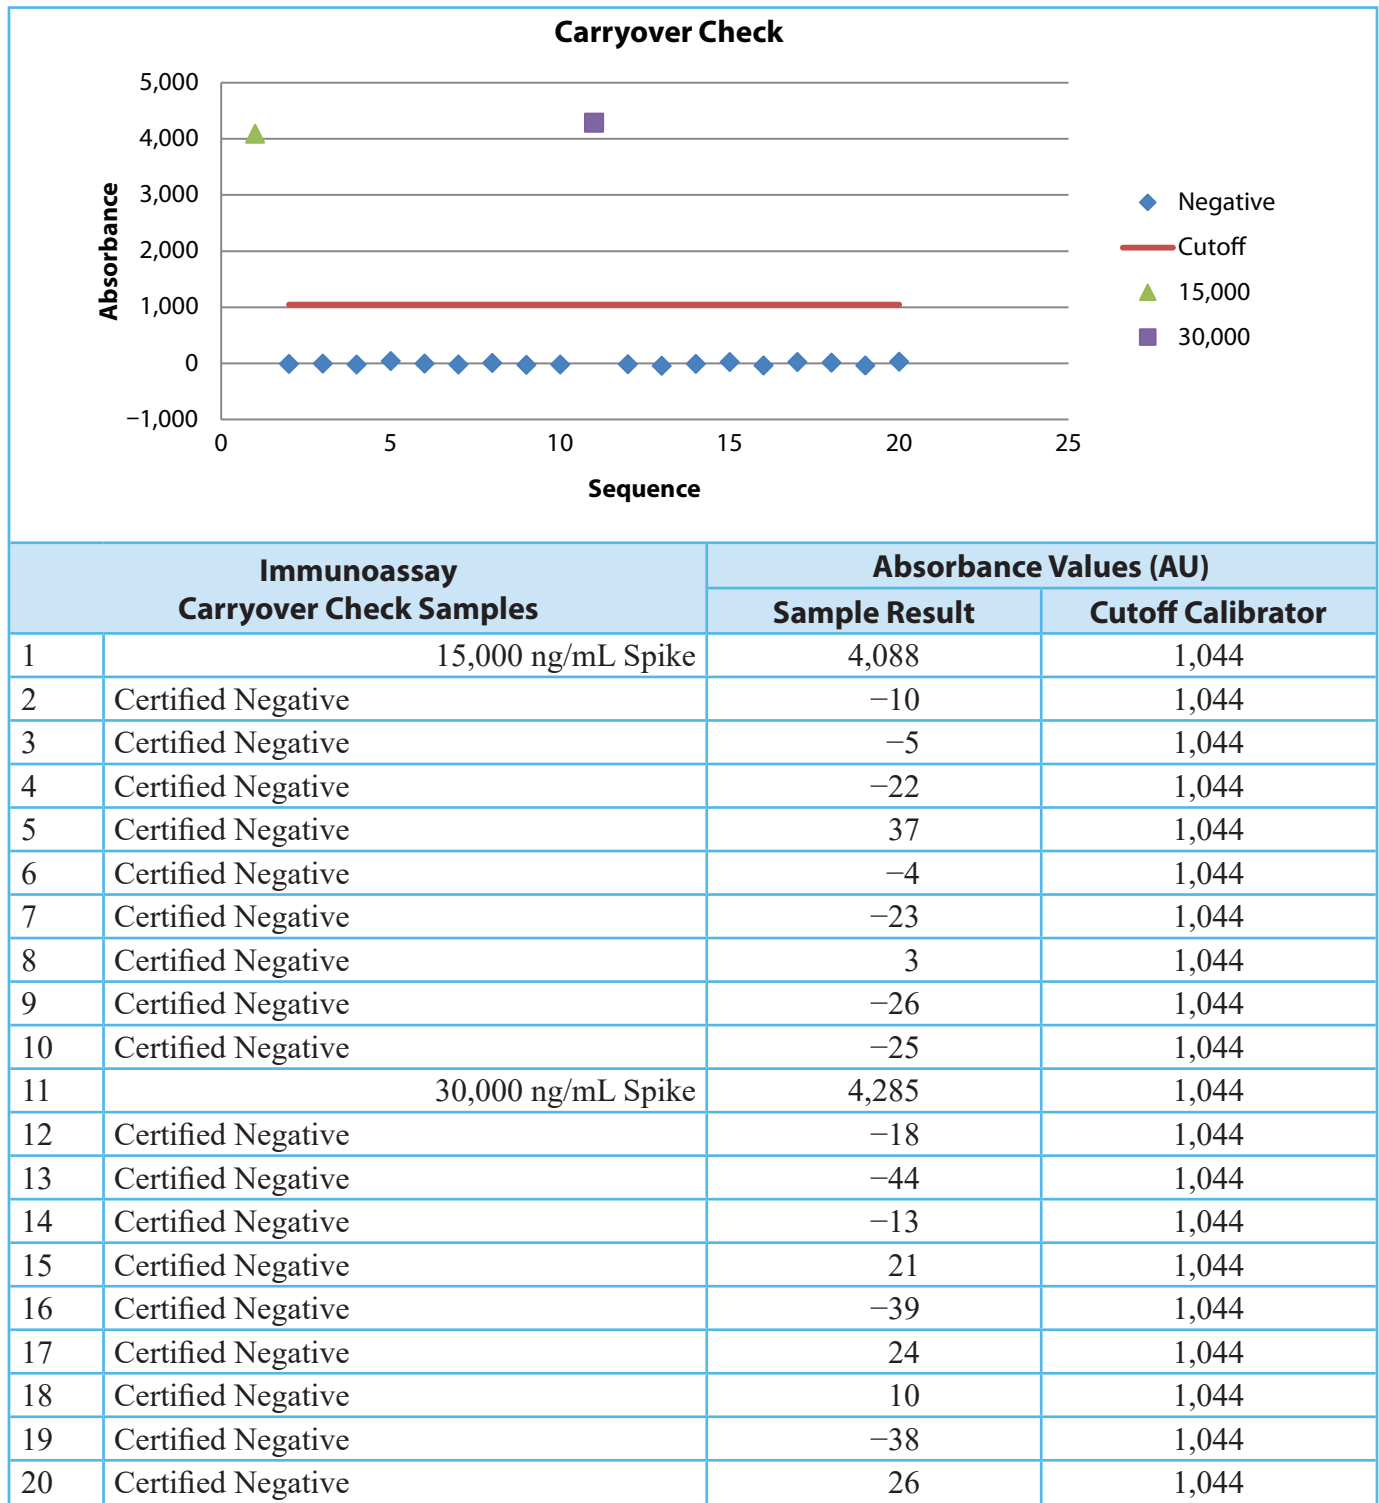 Carryover Check
5,000
4,000
3,000
2,000
1,000
0
−1,000
Absorbance
0 5 10 15 20 25
Sequence
Negative
Cutoff
15,000
30,000
Immunoassay
Carryover Check Samples
Absorbance Values (AU)
Sample Result Cutoff Calibrator
1 15,000 ng/mL Spike 4,088 1,044
2 Certified Negative −10 1,044
3 Certified Negative −5 1,044
4 Certified Negative −22 1,044
5 Certified Negative 37 1,044
6 Certified Negative −4 1,044
7 Certified Negative −23 1,044
8 Certified Negative 3 1,044
9 Certified Negative −26 1,044
10 Certified Negative −25 1,044
11 30,000 ng/mL Spike 4,285 1,044
12 Certified Negative −18 1,044
13 Certified Negative −44 1,044
14 Certified Negative −13 1,044
15 Certified Negative 21 1,044
16 Certified Negative −39 1,044
17 Certified Negative 24 1,044
18 Certified Negative 10 1,044
19 Certified Negative −38 1,044
20 Certified Negative 26 1,044